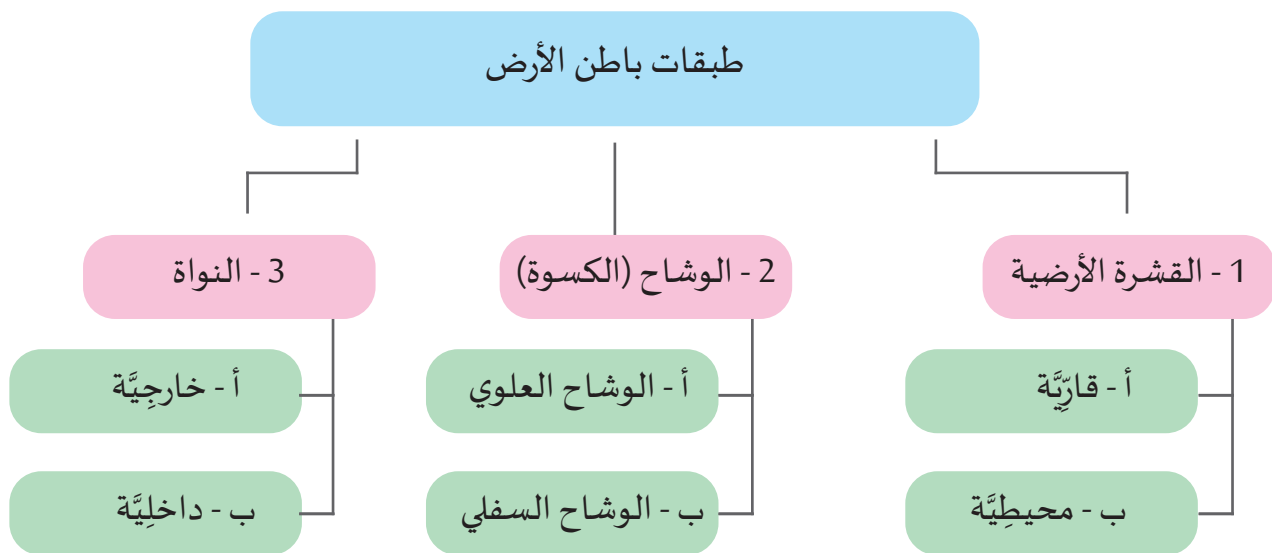 طبقات باطن الأرض
1 - القشرة الأرضية
أ - قارِّيَّة
ب - محيطِيَّة
2 - الوشاح (الكسوة)
أ - الوشاح العلوي
ب - الوشاح السفلي
3 - النواة
أ - خارجِيَّة
ب - داخلِيَّة